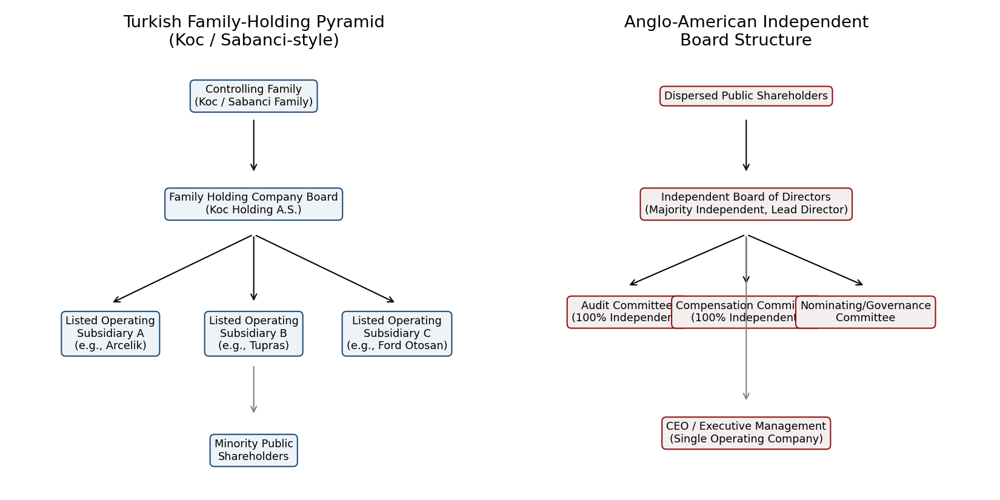 Turkish Family-Holding Pyramid
(Koc / Sabanci-style)
Controlling Family
(Koc / Sabanci Family)
Family Holding Company Board
(Koc Holding A.S.)
Listed Operating
Subsidiary A
(e.g., Arcelik)
Listed Operating
Subsidiary B
(e.g., Tupras)
Listed Operating
Subsidiary C
(e.g., Ford Otosan)
Minority Public
Shareholders
Anglo-American Independent
Board Structure
Dispersed Public Shareholders
Independent Board of Directors
(Majority Independent, Lead Director)
Audit Committee
(100% Independen
Compensation Commi
(100% Independent
Nominating/Governance
Committee
CEO / Executive Management
(Single Operating Company)